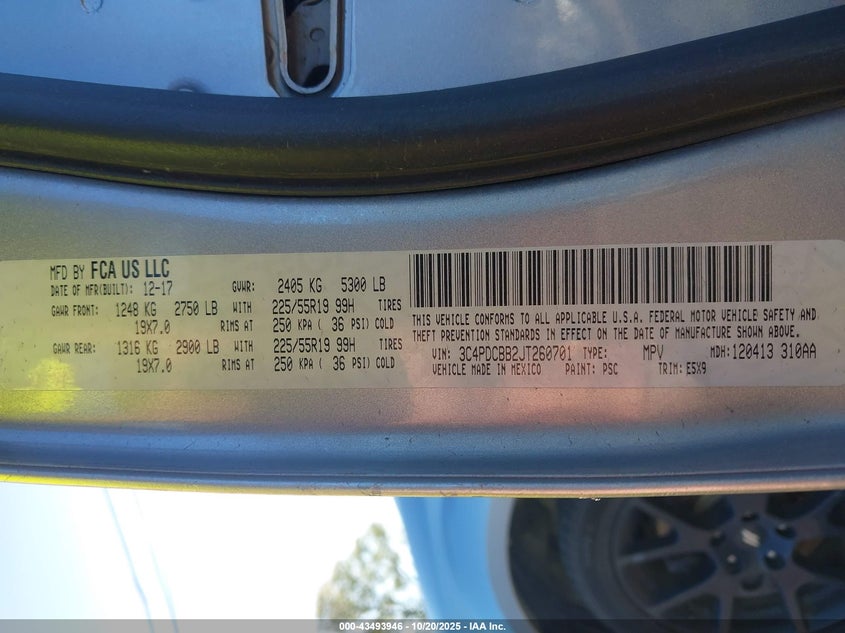 MFD BY FCA US LLC
DATE OF MFR(BUILT): 12-17 GVWR: 2405 KG 5300 LB
GAWR FRONT: 1248 KG 2750 LB WITH 225/55R19 99H TIRES
19X7.0 RIMS AT 250 KPA ( 36 PSI) COLD
GAWR REAR: 1316 KG 2900 LB WITH 225/55R19 99H TIRES
19X7.0 RIMS AT 250 KPA ( 36 PSI) COLD
THIS VEHICLE CONFORMS TO ALL APPLICABLE U.S.A. FEDERAL MOTOR VEHICLE SAFETY AND
THEFT PREVENTION STANDARDS IN EFFECT ON THE DATE OF MANUFACTURE SHOWN ABOVE.
VIN: 3C4PDCBB2JT260701 TYPE: MPV MDH:120413 310AA
VEHICLE MADE IN MEXICO PAINT: PSC TRIM: E5X9
000-43493946 - 10/20/2025 - IAA Inc.